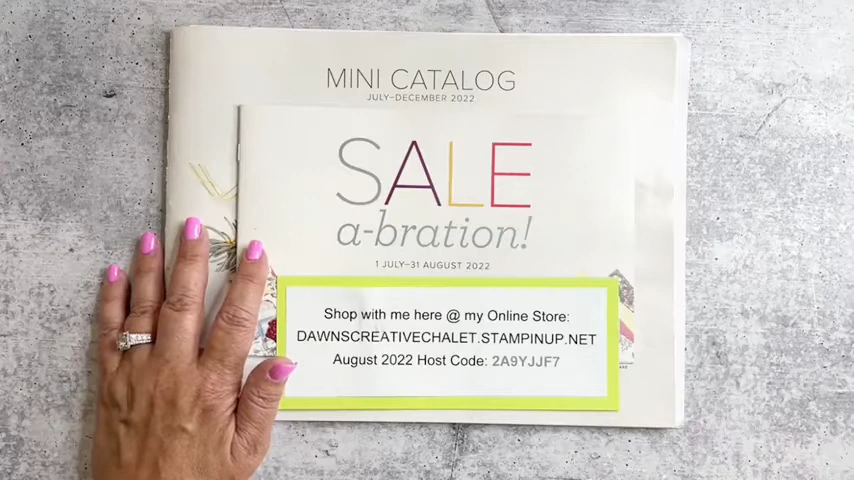 MINI CATALOG
JULY–DECEMBER 2022
SALE
a-bration!
1 JULY–31 AUGUST 2022
Shop with me here @ my Online Store:
DAWNSCREATIVECHALET.STAMPINUP.NET
August 2022 Host Code: 2A9YJJF7